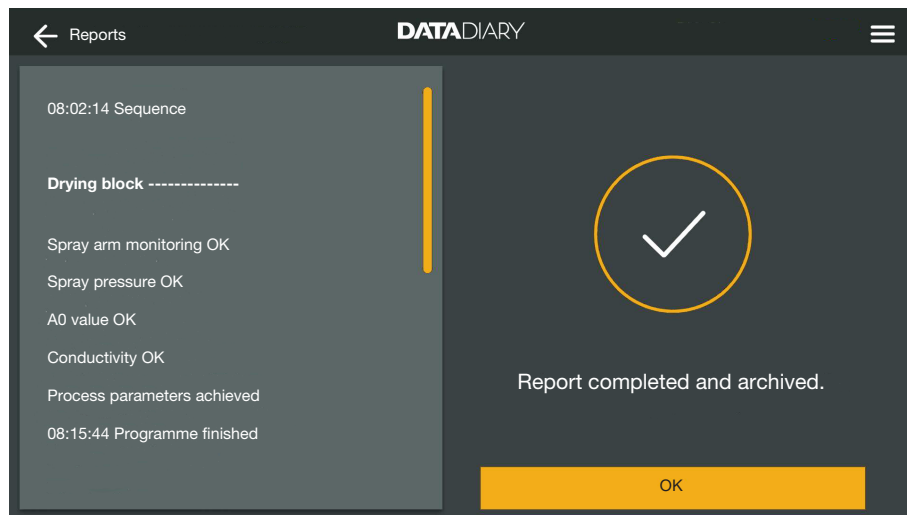 Reports
DATADIARY
08:02:14 Sequence
Drying block --------------
Spray arm monitoring OK
Spray pressure OK
A0 value OK
Conductivity OK
Process parameters achieved
08:15:44 Programme finished
Report completed and archived.
OK